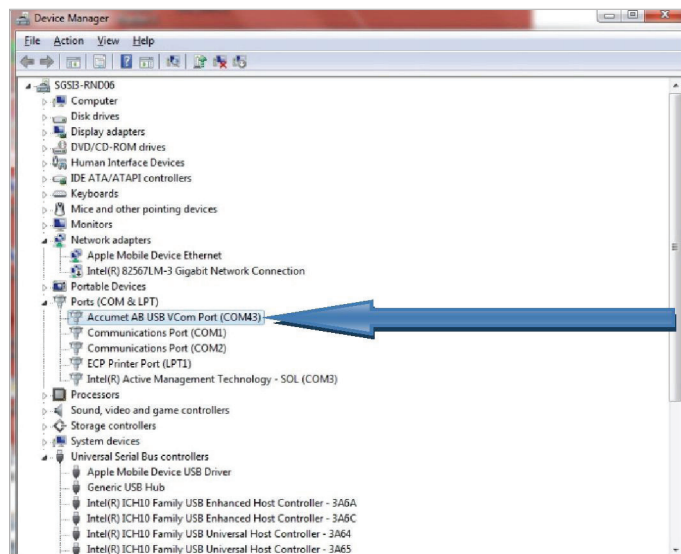 Device Manager
File Action View Help
SGSI3-RND06
Computer
Disk drives
Display adapters
DVD/CD-ROM drives
Human Interface Devices
IDE ATA/ATAPI controllers
Keyboards
Mice and other pointing devices
Monitors
Network adapters
Apple Mobile Device Ethernet
Intel(R) 82567LM-3 Gigabit Network Connection
Portable Devices
Ports (COM & LPT)
Accumet AB USB VCom Port (COM43)
Communications Port (COM1)
Communications Port (COM2)
ECP Printer Port (LPT1)
Intel(R) Active Management Technology - SOL (COM3)
Processors
Sound, video and game controllers
Storage controllers
System devices
Universal Serial Bus controllers
Apple Mobile Device USB Driver
Generic USB Hub
Intel(R) ICH10 Family USB Enhanced Host Controller - 3A6A
Intel(R) ICH10 Family USB Enhanced Host Controller - 3A6C
Intel(R) ICH10 Family USB Universal Host Controller - 3A64
Intel(R) ICH10 Family USB Universal Host Controller - 3A65